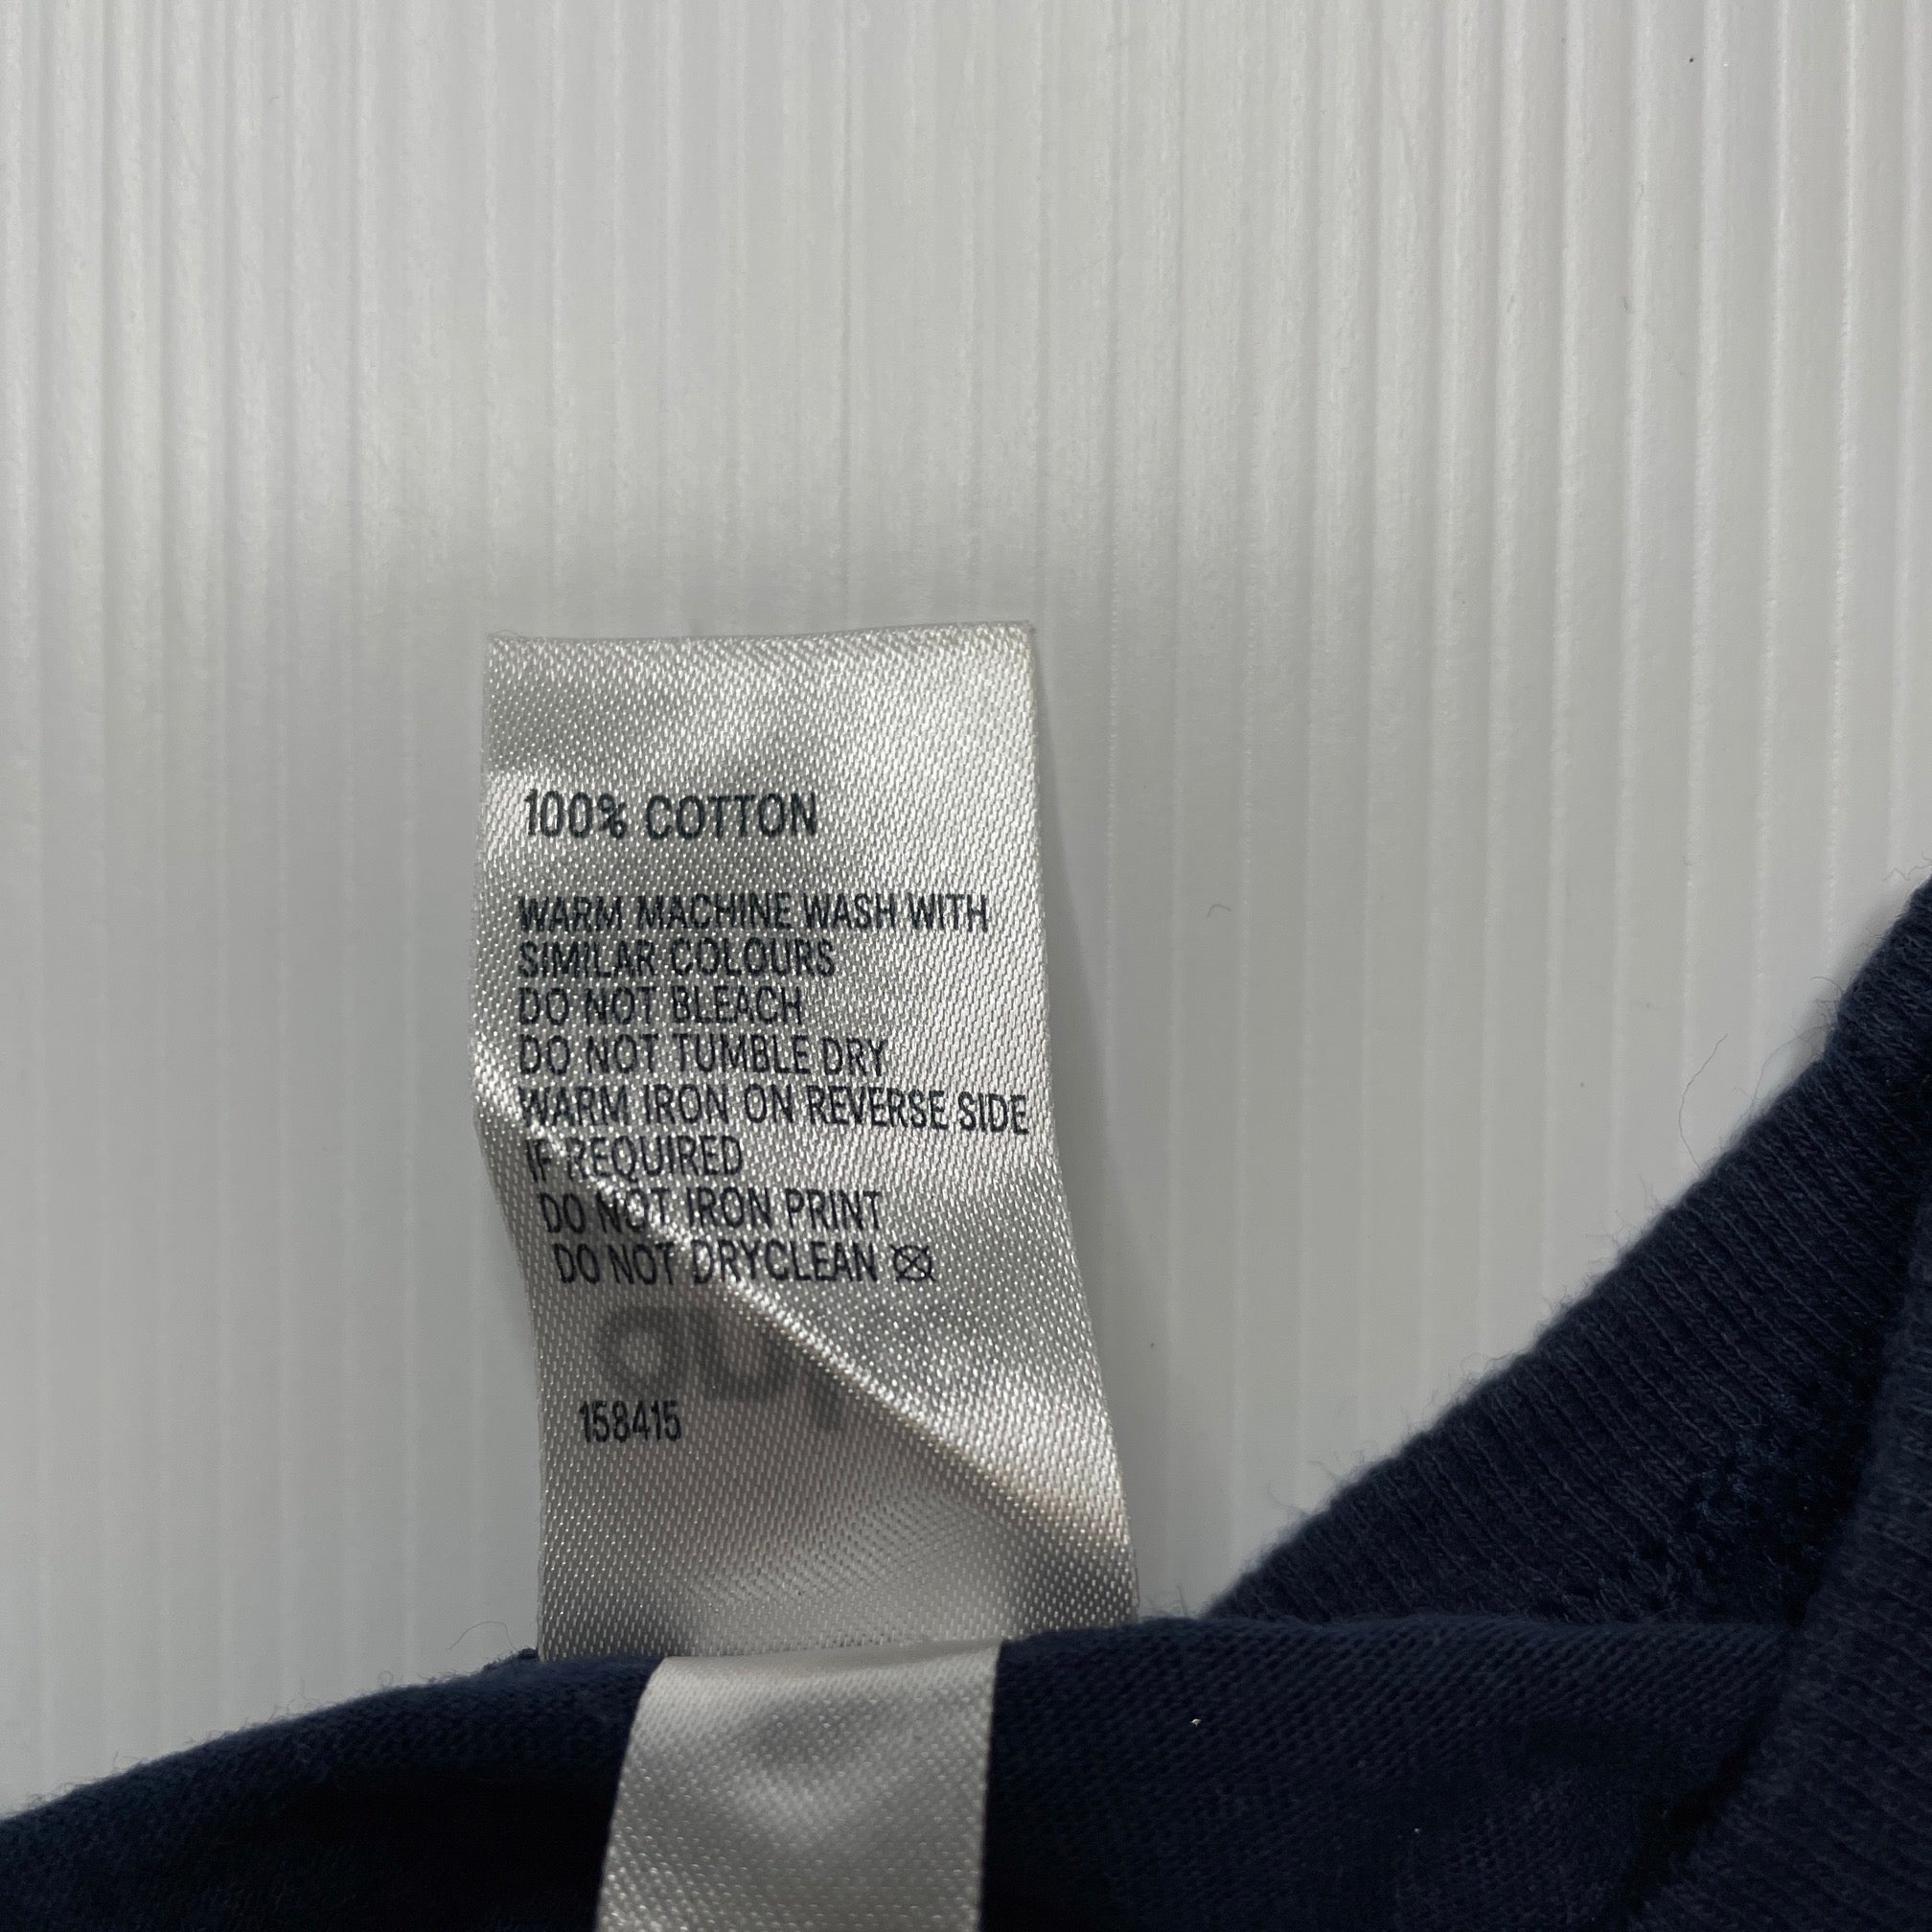 100% COTTON
WARM MACHINE WASH WITH
SIMILAR COLOURS
DO NOT BLEACH
DO NOT TUMBLE DRY
WARM IRON ON REVERSE SIDE
IF REQUIRED
DO NOT IRON PRINT
DO NOT DRYCLEAN
158415